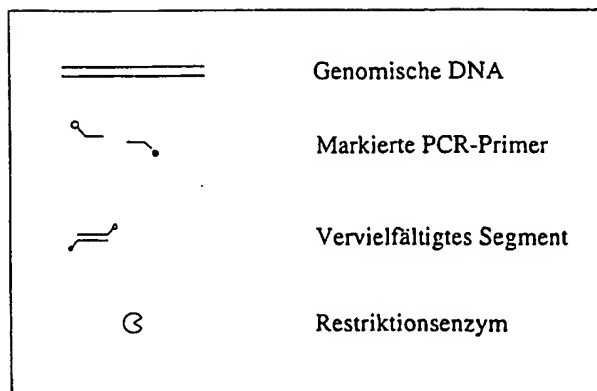 Genomische DNA
Markierte PCR-Primer
Vervielfältigtes Segment
Restriktionsenzym